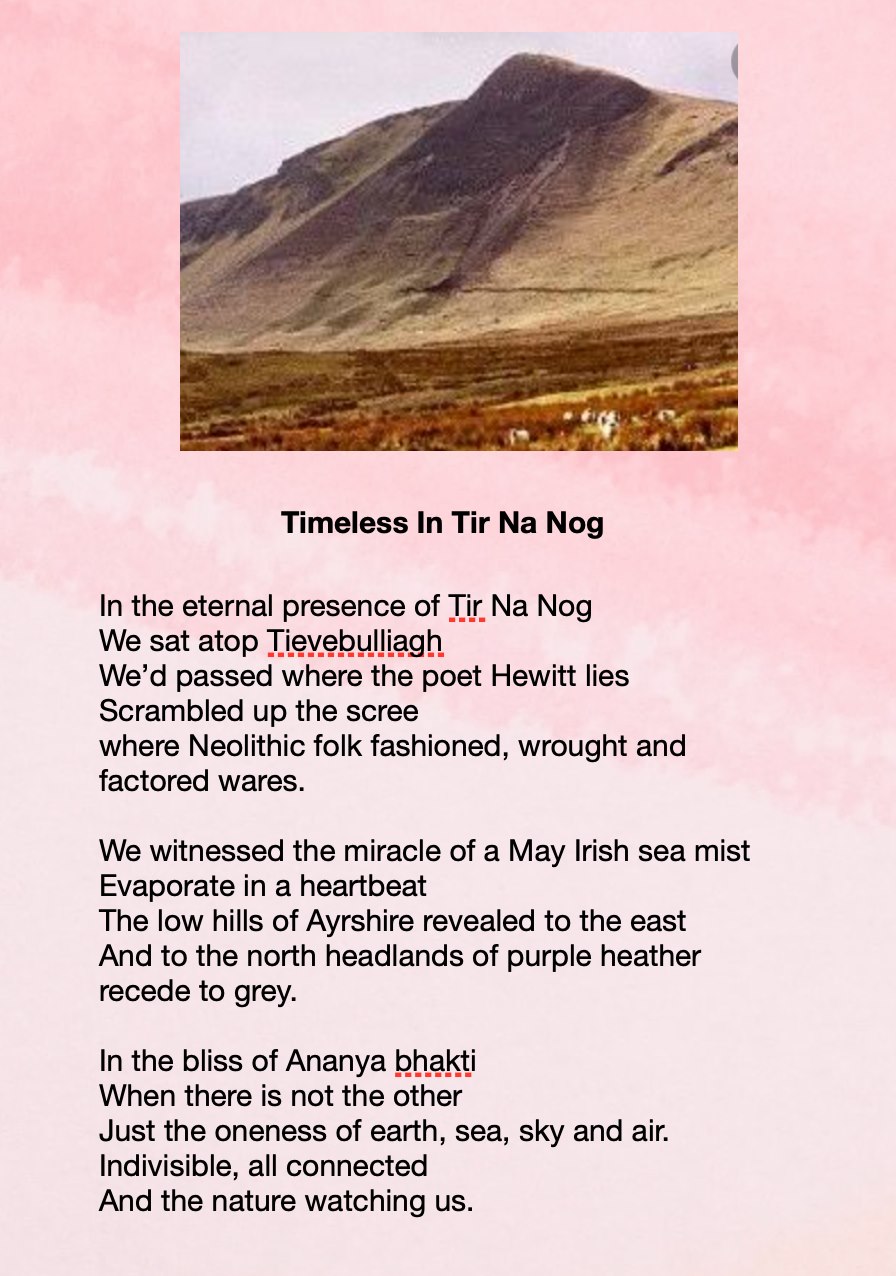 Timeless In Tir Na Nog
In the eternal presence of Tir Na Nog
We sat atop Tievebulliagh
We’d passed where the poet Hewitt lies
Scrambled up the scree
where Neolithic folk fashioned, wrought and
factored wares.
We witnessed the miracle of a May Irish sea mist
Evaporate in a heartbeat
The low hills of Ayrshire revealed to the east
And to the north headlands of purple heather
recede to grey.
In the bliss of Ananya bhakti
When there is not the other
Just the oneness of earth, sea, sky and air.
Indivisible, all connected
And the nature watching us.